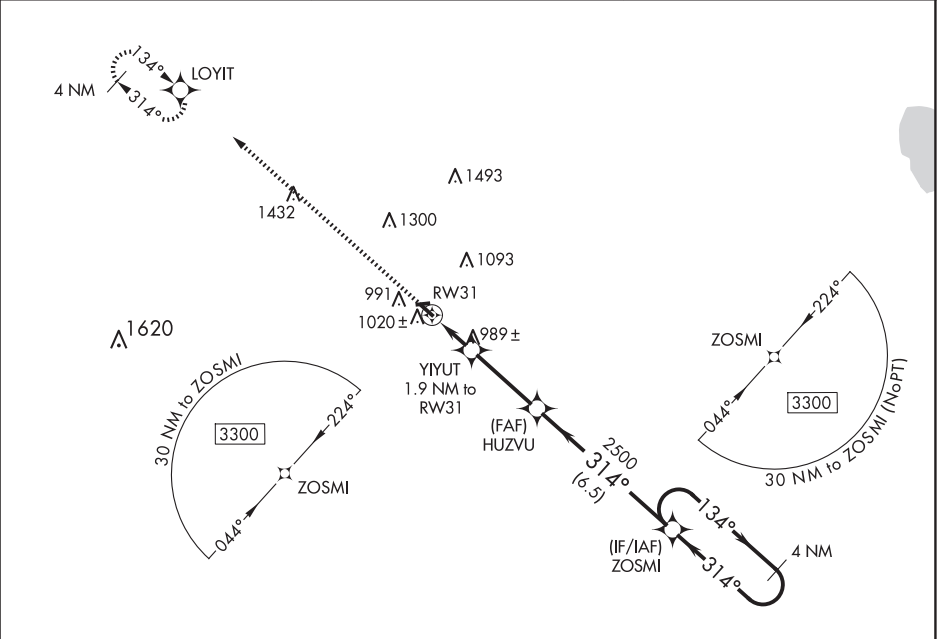 134°
LOYIT
4 NM
314°
1493
1432
1300
1093
RW31
991
1020 ±
1620
989 ±
224°
ZOSMI
YIYUT
1.9 NM to
RW31
30 NM to ZOSMI
224°
3300
044°
3300
(FAF)
HUZVU
30 NM to ZOSMI (NoPT)
2500
314°
(6.5)
ZOSMI
044°
134°
(IF/IAF)
ZOSMI
4 NM
314°